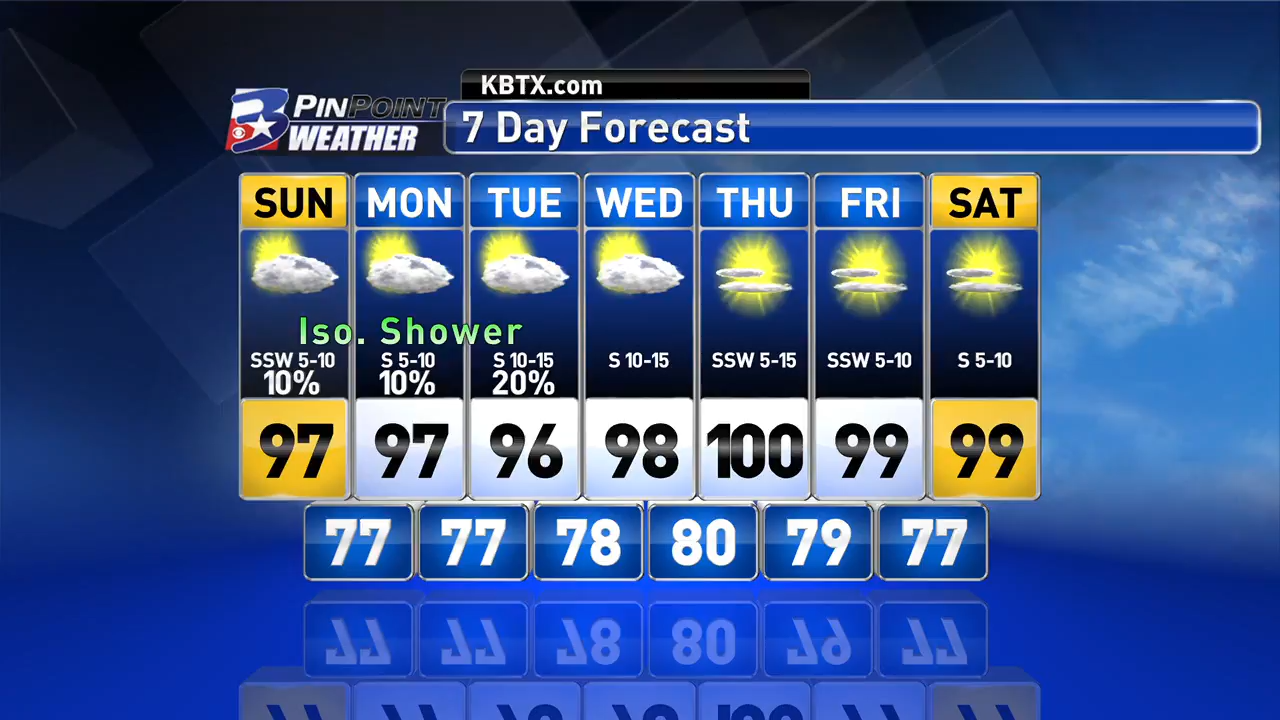 KBTX.com
3 PINPOINT
WEATHER
7 Day Forecast
SUN MON TUE WED THU FRI SAT
Iso. Shower
SSW 5-10 S 5-10 S 10-15 S 10-15 SSW 5-15 SSW 5-10 S 5-10
10% 10% 20%
97 97 96 98 100 99 99
77 77 78 80 79 77